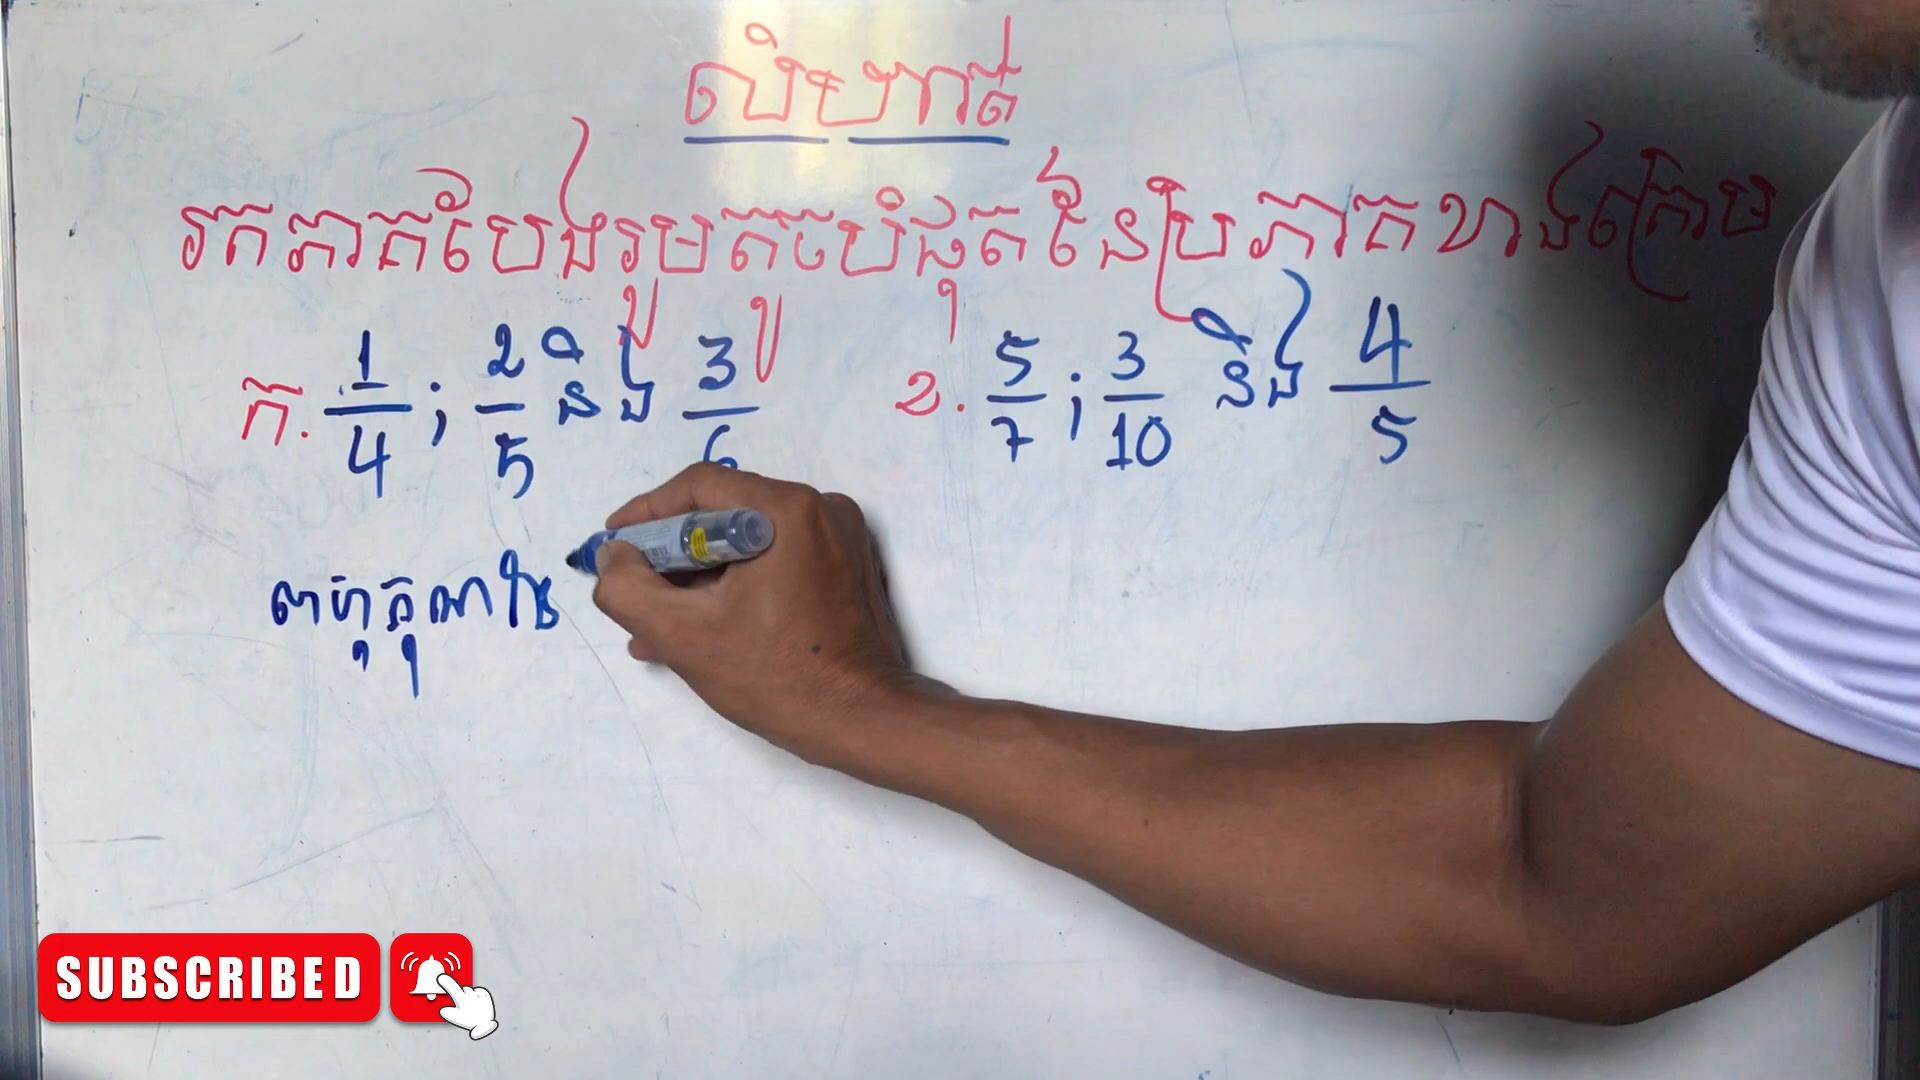 លំហាត់
រកភាគបែងរួមតូចបំផុតនៃប្រភាគខាងក្រោម
ក. 1/4 ; 2/5 និង 3/6
2. 5/7 ; 3/10 និង 4/5
ពហុគុណនៃ
SUBSCRIBED